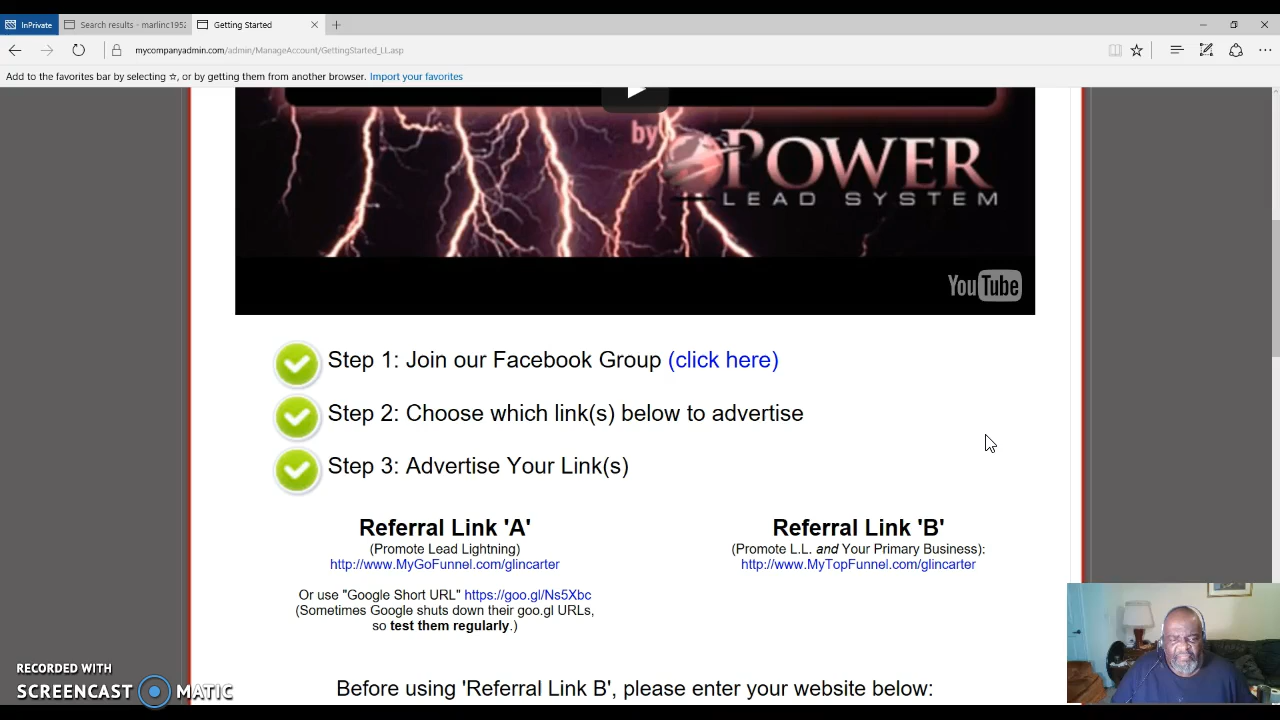 InPrivate
Search results - marlinc195
Getting Started
mycompanyadmin.com/admin/ManageAccount/GettingStarted_LL.asp
Add to the favorites bar by selecting ☆, or by getting them from another browser. Import your favorites
by POWER
LEAD SYSTEM
YouTube
Step 1: Join our Facebook Group (click here)
Step 2: Choose which link(s) below to advertise
Step 3: Advertise Your Link(s)
Referral Link 'A'
(Promote Lead Lightning)
http://www.MyGoFunnel.com/glincarter
Or use "Google Short URL" https://goo.gl/Ns5Xbc
(Sometimes Google shuts down their goo.gl URLs,
so test them regularly.)
Referral Link 'B'
(Promote L.L. and Your Primary Business):
http://www.MyTopFunnel.com/glincarter
Before using 'Referral Link B', please enter your website below:
RECORDED WITH
SCREENCAST MATIC